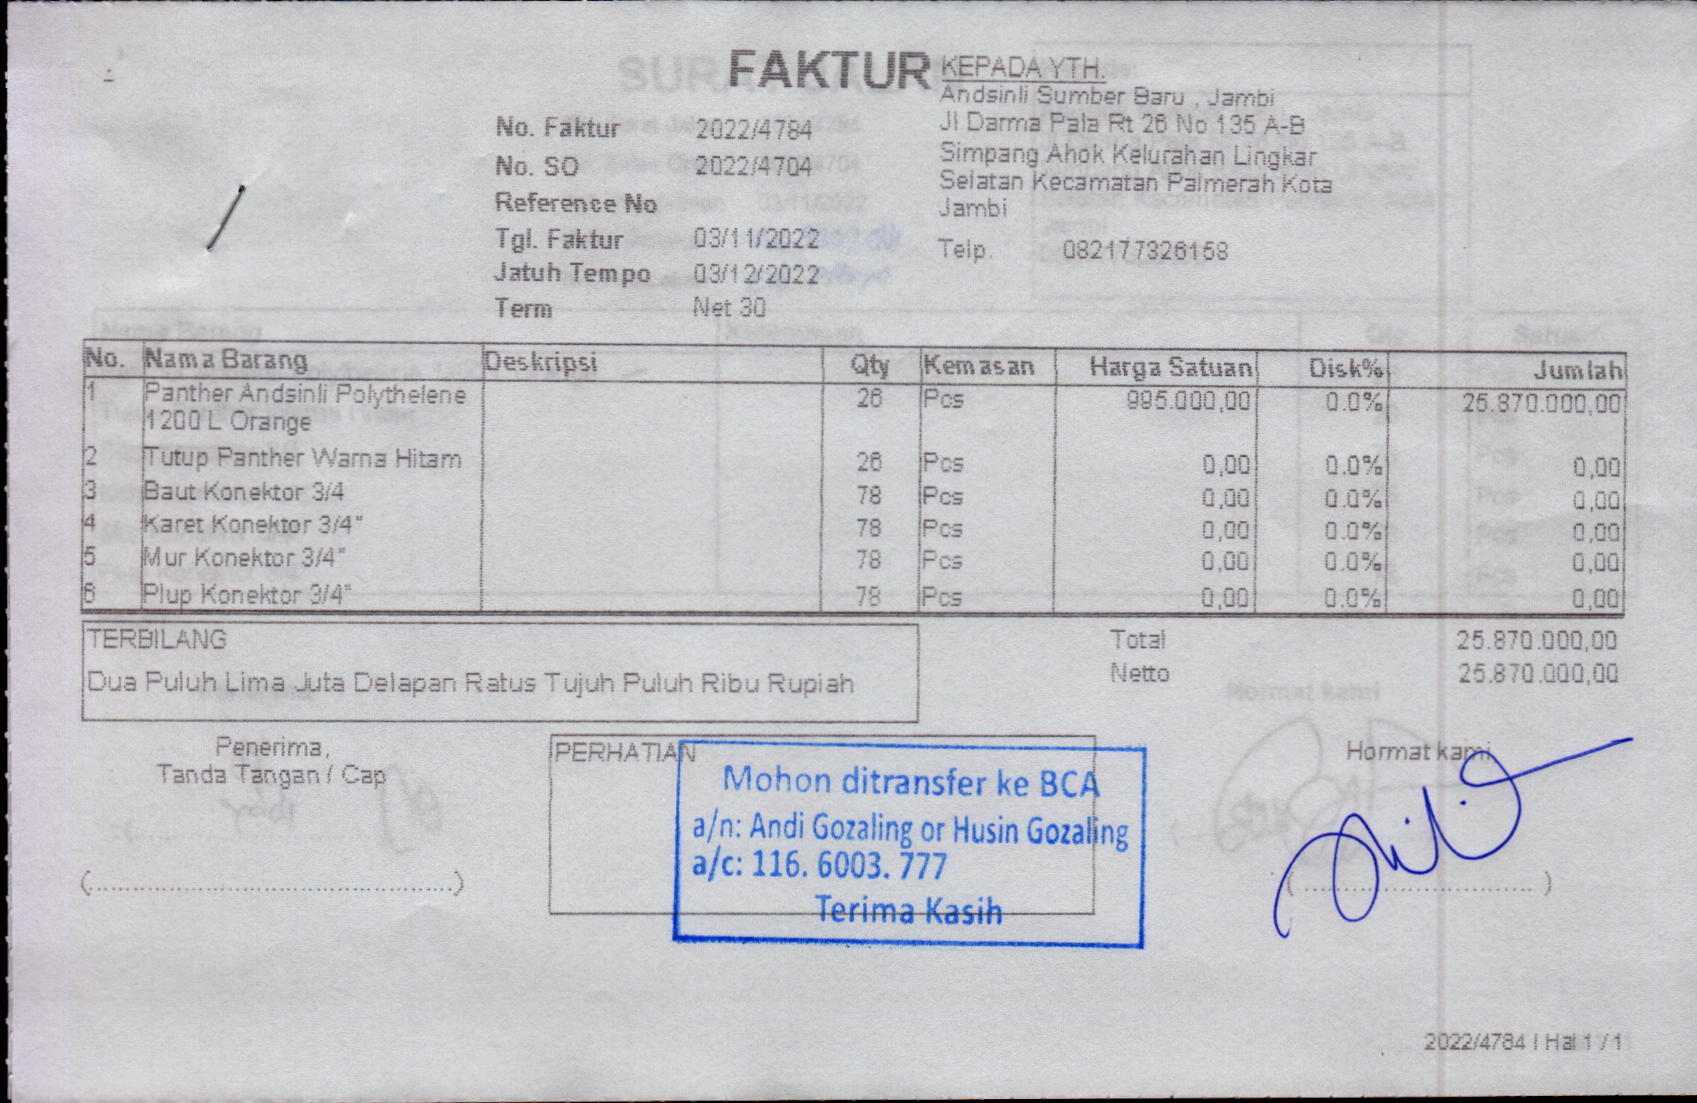 FAKTUR
KEPADA YTH.
Andsinli Sumber Baru , Jambi
Jl Darma Pala Rt 26 No 135 A-B
Simpang Ahok Kelurahan Lingkar
Selatan Kecamatan Palmerah Kota
Jambi
Telp. 082177326158
No. Faktur 2022/4784
No. SO 2022/4704
Reference No
Tgl. Faktur 03/11/2022
Jatuh Tempo 03/12/2022
Term Net 30
No. Nama Barang Deskripsi Qty Kemasan Harga Satuan Disk% Jumlah
1 Panther Andsinli Polythelene 26 Pcs 995.000,00 0.0% 25.870.000,00
1200 L Orange
2 Tutup Panther Warna Hitam 26 Pcs 0,00 0.0% 0,00
3 Baut Konektor 3/4 78 Pcs 0,00 0.0% 0,00
4 Karet Konektor 3/4" 78 Pcs 0,00 0.0% 0,00
5 Mur Konektor 3/4" 78 Pcs 0,00 0.0% 0,00
6 Plup Konektor 3/4" 78 Pcs 0,00 0.0% 0,00
TERBILANG
Dua Puluh Lima Juta Delapan Ratus Tujuh Puluh Ribu Rupiah
Total 25.870.000,00
Netto 25.870.000,00
Penerima,
Tanda Tangan / Cap
(..............................................)
PERHATIAN
Mohon ditransfer ke BCA
a/n: Andi Gozaling or Husin Gozaling
a/c: 116. 6003. 777
Terima Kasih
Hormat kami
( ................................ )
2022/4784 | Hal 1 / 1